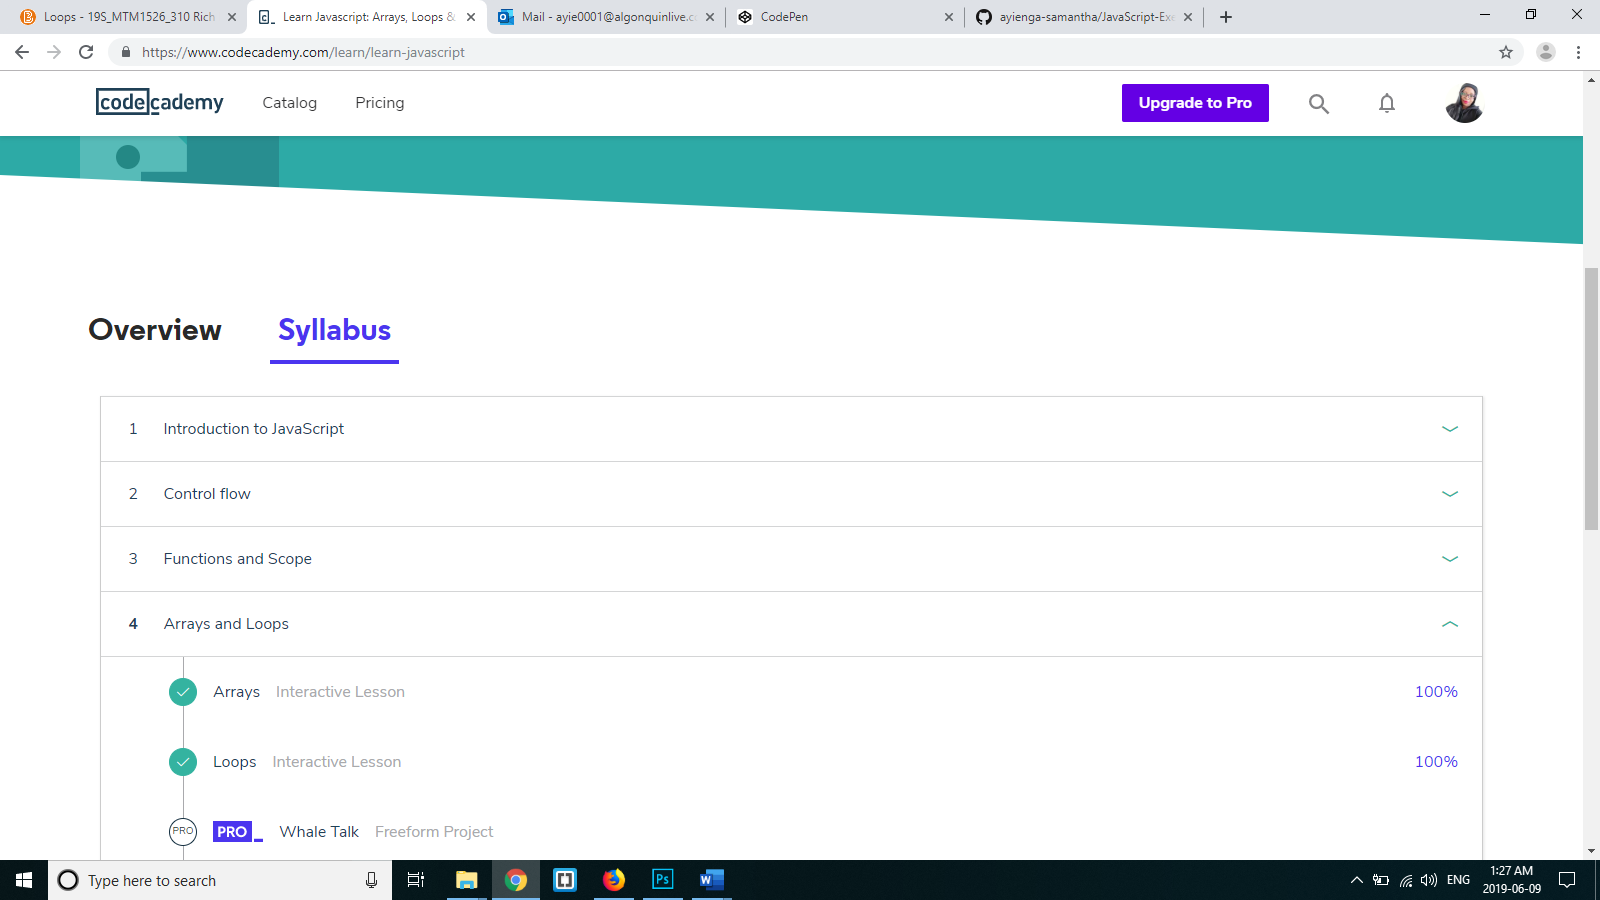 Loops - 19S_MTM1526_310 Rich
Learn Javascript: Arrays, Loops &
Mail - ayie0001@algonquinlive.c
CodePen
ayienga-samantha/JavaScript-Exe
https://www.codecademy.com/learn/learn-javascript
codecademy
Catalog
Pricing
Upgrade to Pro
Overview
Syllabus
1 Introduction to JavaScript
2 Control flow
3 Functions and Scope
4 Arrays and Loops
Arrays Interactive Lesson 100%
Loops Interactive Lesson 100%
PRO PRO_ Whale Talk Freeform Project
Type here to search
Ps
W
ENG
1:27 AM
2019-06-09